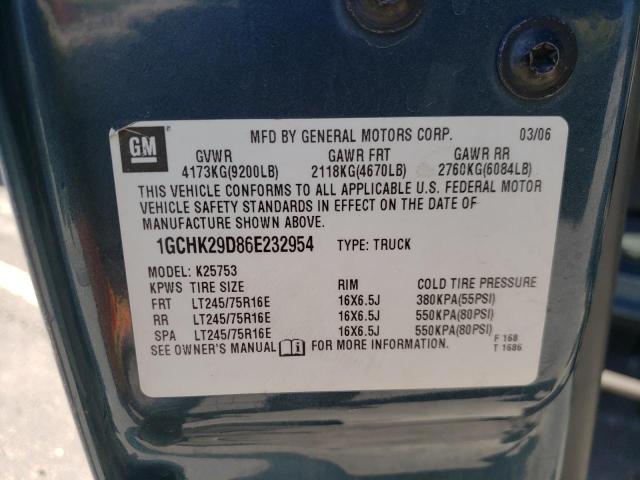 GM
MFD BY GENERAL MOTORS CORP. 03/06
GVWR GAWR FRT GAWR RR
4173KG(9200LB) 2118KG(4670LB) 2760KG(6084LB)
THIS VEHICLE CONFORMS TO ALL APPLICABLE U.S. FEDERAL MOTOR
VEHICLE SAFETY STANDARDS IN EFFECT ON THE DATE OF
MANUFACTURE SHOWN ABOVE.
1GCHK29D86E232954 TYPE: TRUCK
MODEL: K25753
KPWS TIRE SIZE RIM COLD TIRE PRESSURE
FRT LT245/75R16E 16X6.5J 380KPA(55PSI)
RR LT245/75R16E 16X6.5J 550KPA(80PSI)
SPA LT245/75R16E 16X6.5J 550KPA(80PSI)
SEE OWNER'S MANUAL FOR MORE INFORMATION. F 168
T 1686